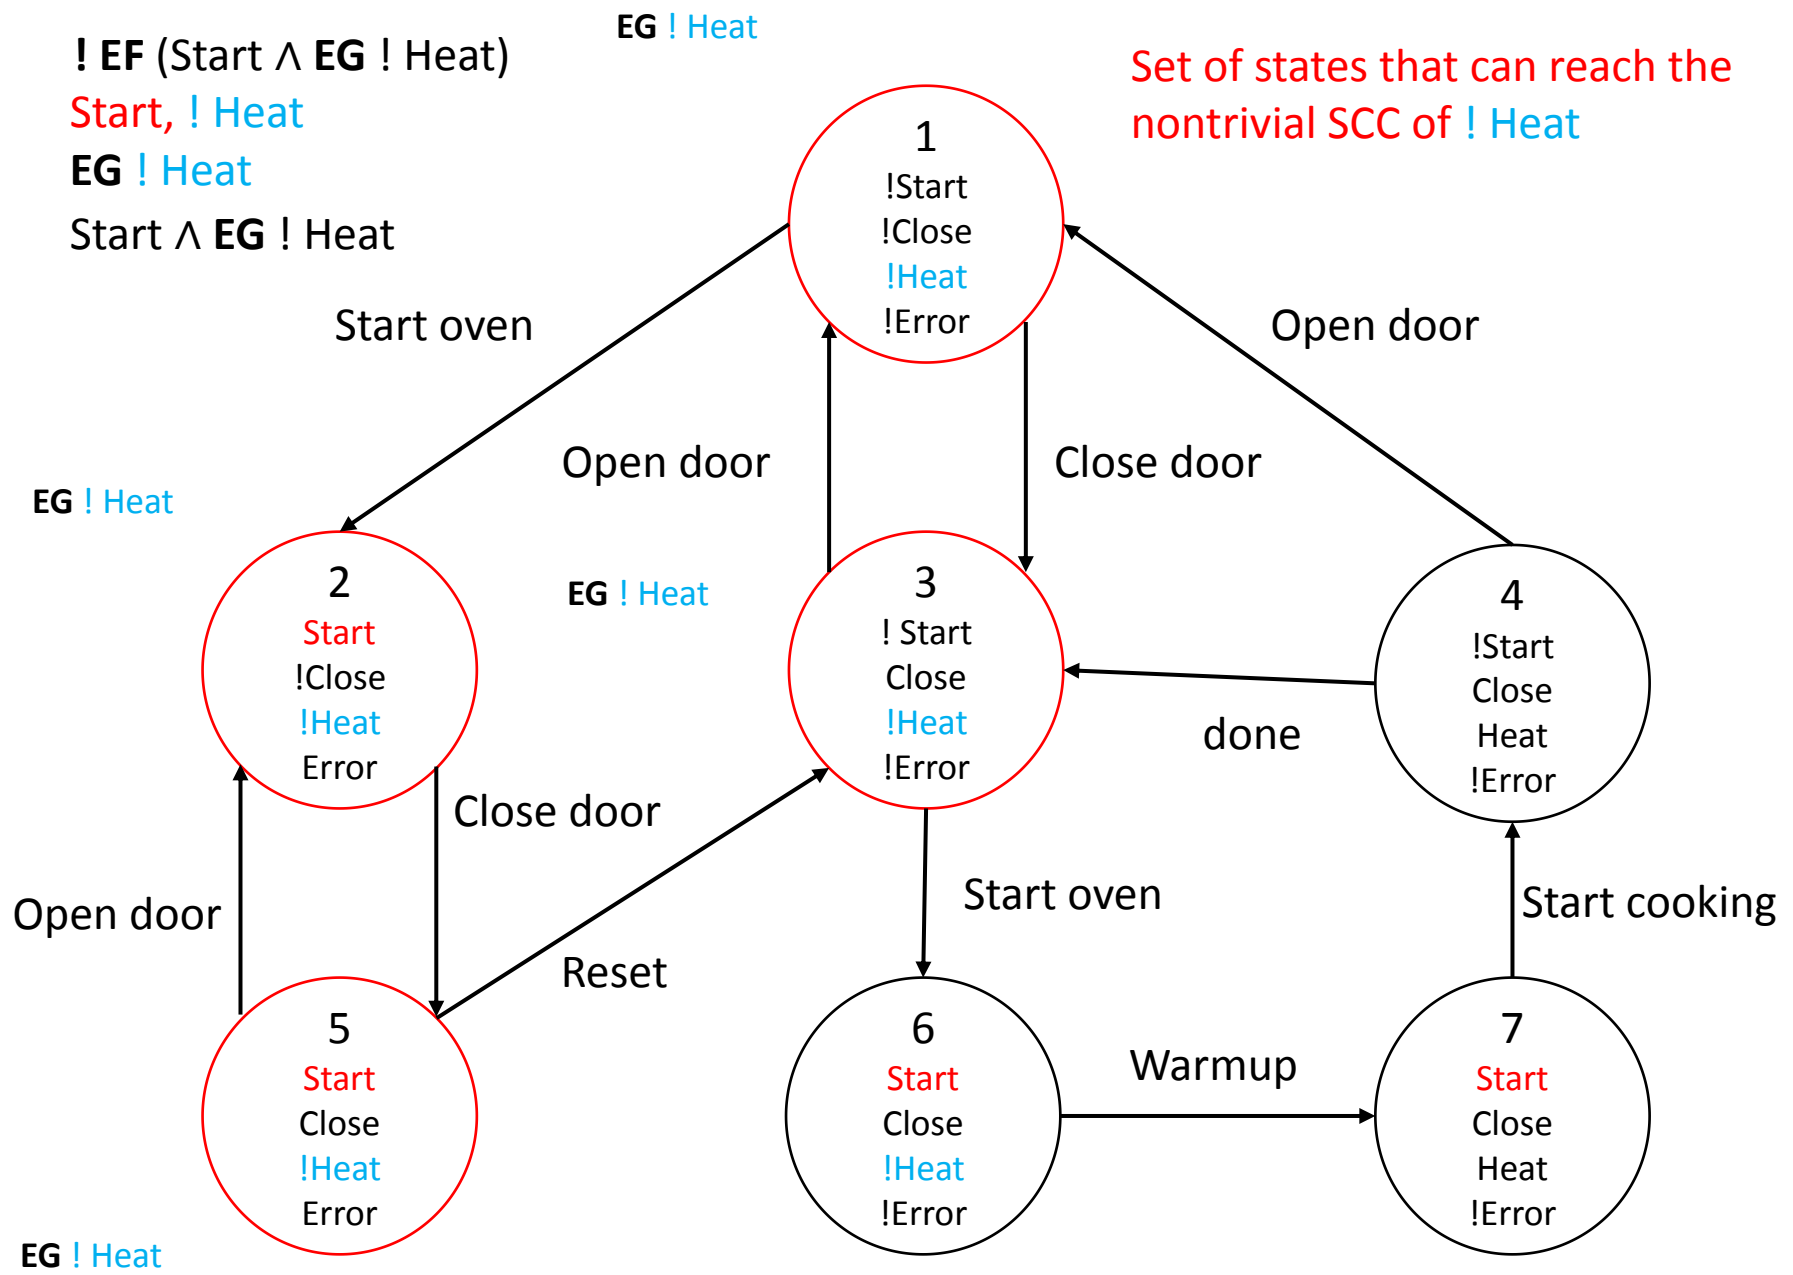 ! EF (Start ∧ EG ! Heat)
Start, ! Heat
EG ! Heat
Start ∧ EG ! Heat
EG ! Heat
Set of states that can reach the
nontrivial SCC of ! Heat
1
!Start
!Close
!Heat
!Error
Start oven
Open door
Close door
Open door
EG ! Heat
2
Start
!Close
!Heat
Error
EG ! Heat
3
! Start
Close
!Heat
!Error
4
!Start
Close
Heat
!Error
done
Close door
Open door
Reset
Start oven
Start cooking
5
Start
Close
!Heat
Error
EG ! Heat
6
Start
Close
!Heat
!Error
Warmup
7
Start
Close
Heat
!Error